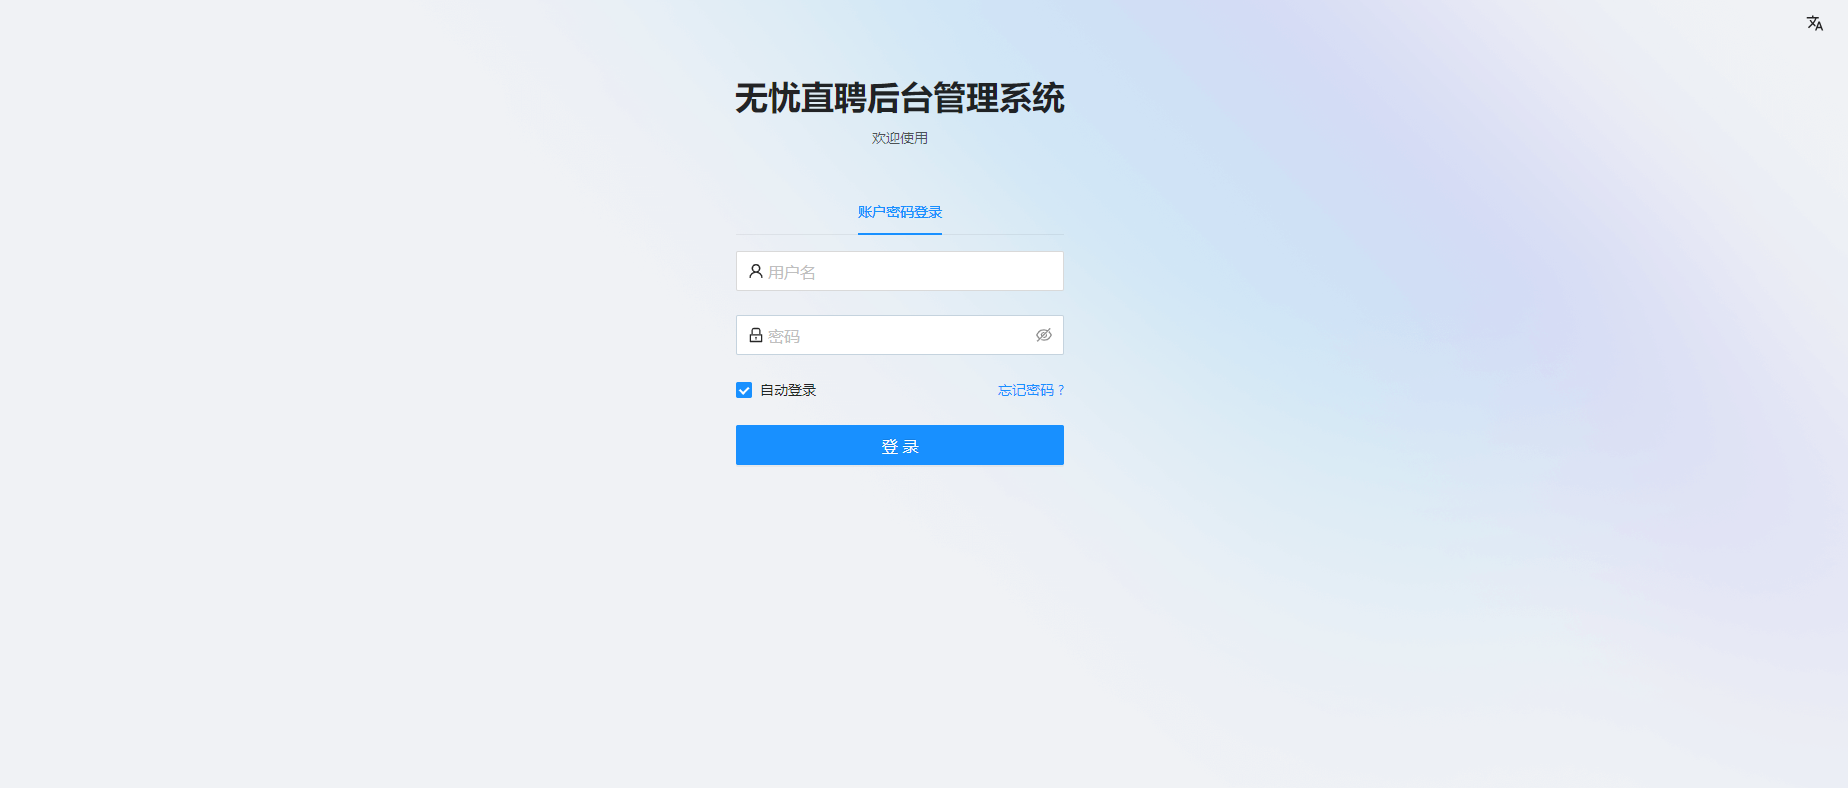 无忧直聘后台管理系统
欢迎使用
账户密码登录
用户名
密码
自动登录
忘记密码 ?
登 录